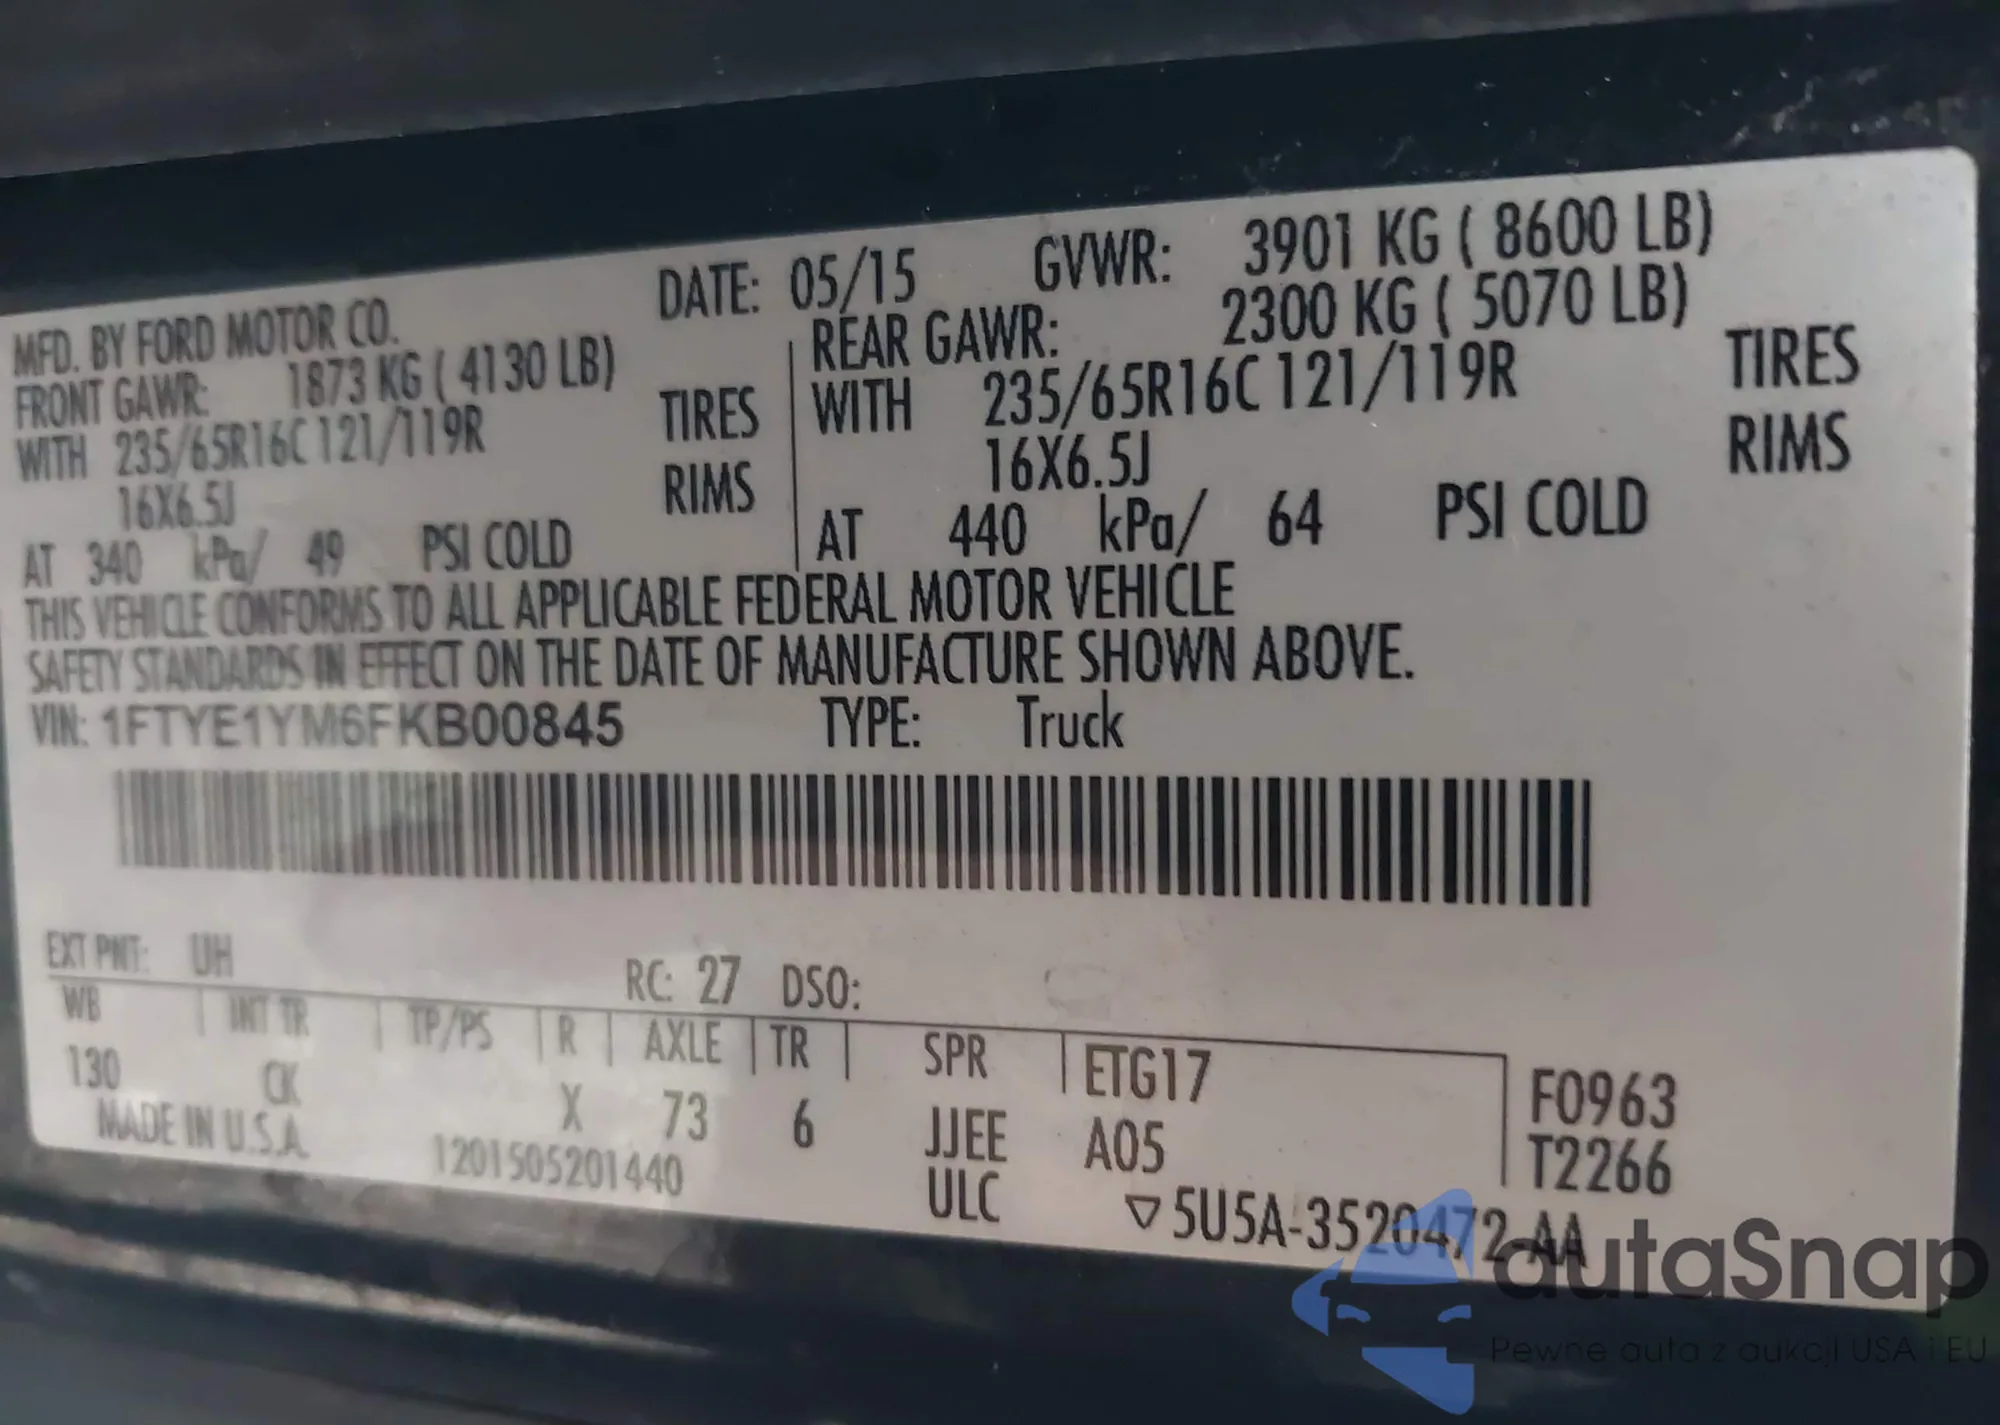 MFD. BY FORD MOTOR CO. DATE: 05/15 GVWR: 3901 KG ( 8600 LB)
FRONT GAWR: 1873 KG ( 4130 LB) REAR GAWR: 2300 KG ( 5070 LB)
WITH 235/65R16C 121/119R TIRES WITH 235/65R16C 121/119R TIRES
16X6.5J RIMS 16X6.5J RIMS
AT 340 kPa/ 49 PSI COLD AT 440 kPa/ 64 PSI COLD
THIS VEHICLE CONFORMS TO ALL APPLICABLE FEDERAL MOTOR VEHICLE
SAFETY STANDARDS IN EFFECT ON THE DATE OF MANUFACTURE SHOWN ABOVE.
VIN: 1FTYE1YM6FKB00845 TYPE: Truck
EXT PNT: UH RC: 27 DSO:
WB INT TR TP/PS R AXLE TR SPR ETG17 F0963
130 CK X 73 6 JJEE A05 T2266
MADE IN U.S.A. 1201505201440 ULC ▽5U5A-3520472-AA
autaSnap
Pewne auta z aukcji USA i EU